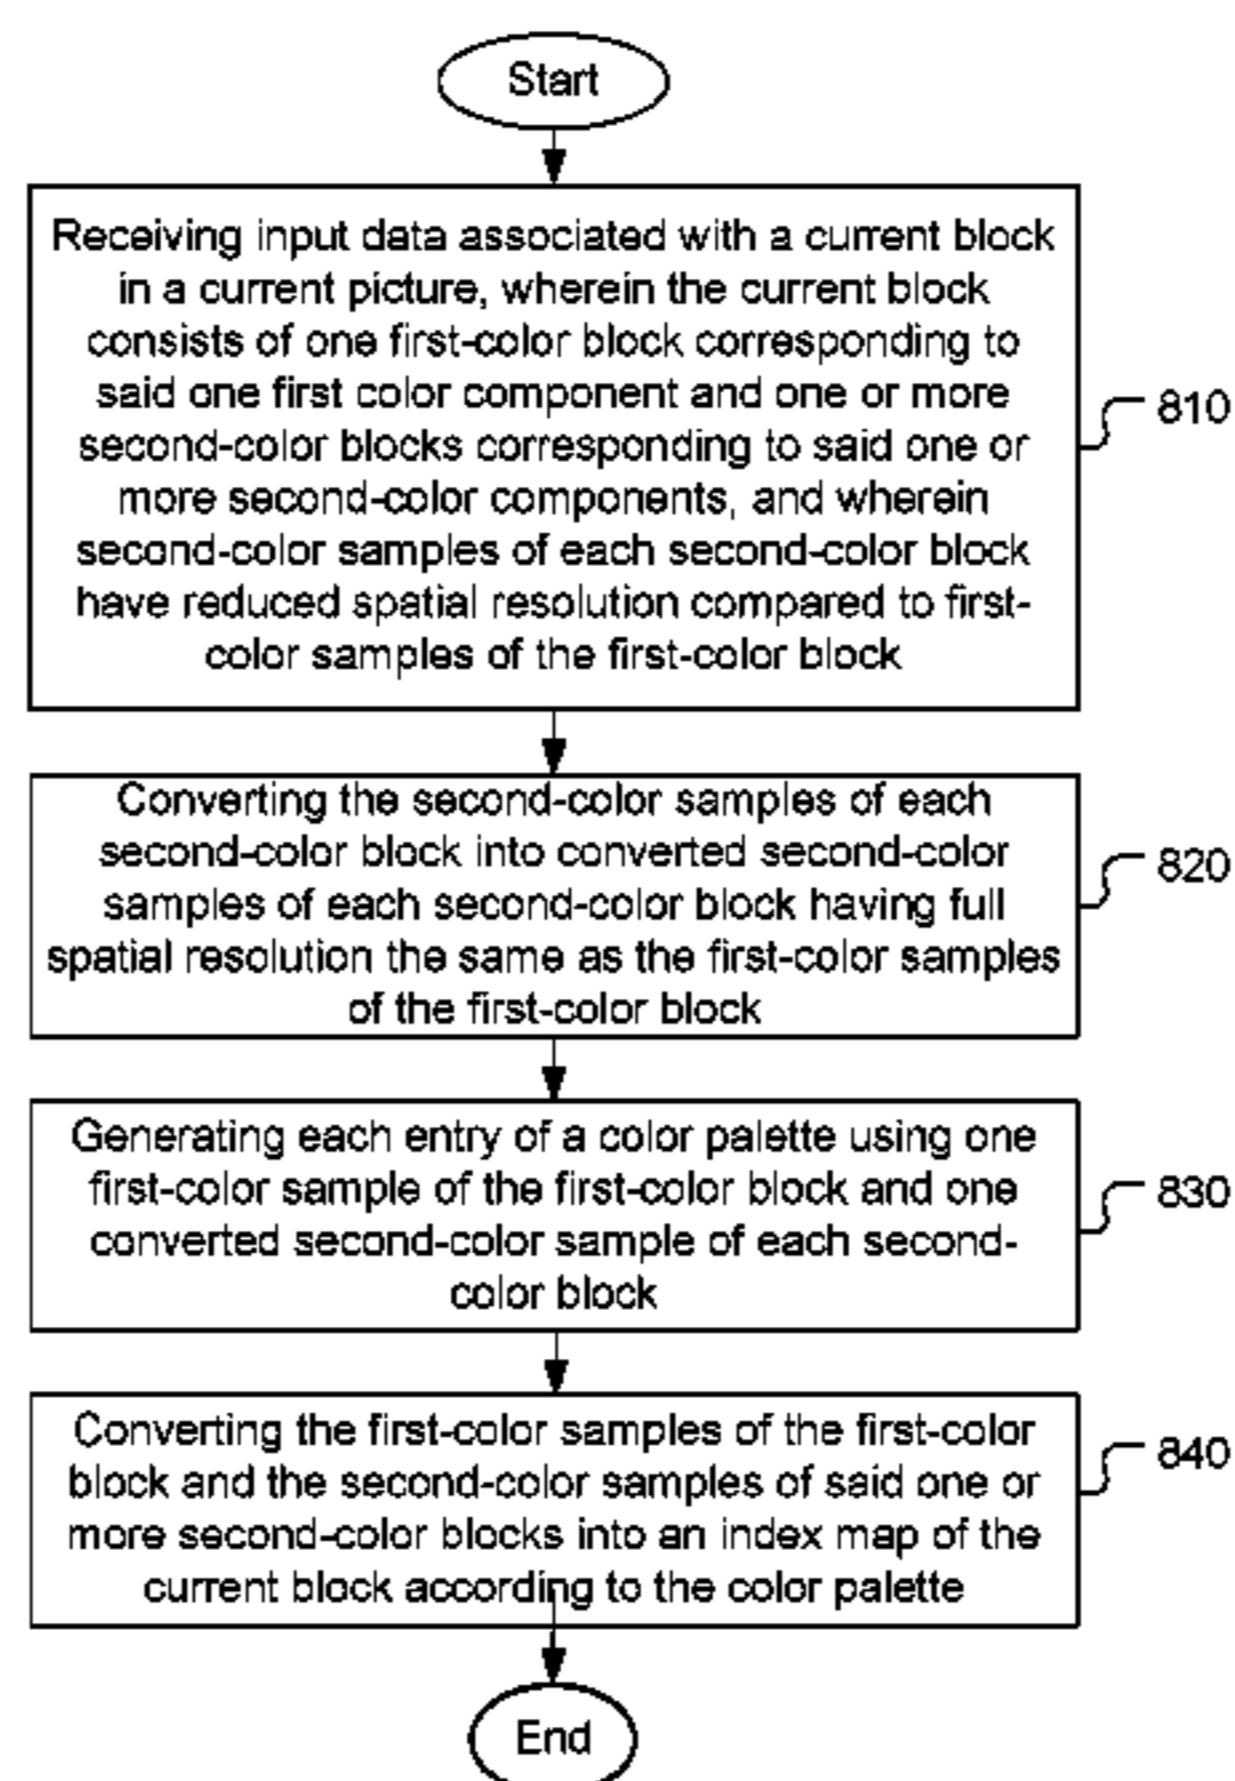 Start
Receiving input data associated with a current block
in a current picture, wherein the current block
consists of one first-color block corresponding to
said one first color component and one or more
second-color blocks corresponding to said one or
more second-color components, and wherein
second-color samples of each second-color block
have reduced spatial resolution compared to first-
color samples of the first-color block
810
Converting the second-color samples of each
second-color block into converted second-color
samples of each second-color block having full
spatial resolution the same as the first-color samples
of the first-color block
820
Generating each entry of a color palette using one
first-color sample of the first-color block and one
converted second-color sample of each second-
color block
830
Converting the first-color samples of the first-color
block and the second-color samples of said one or
more second-color blocks into an index map of the
current block according to the color palette
840
End